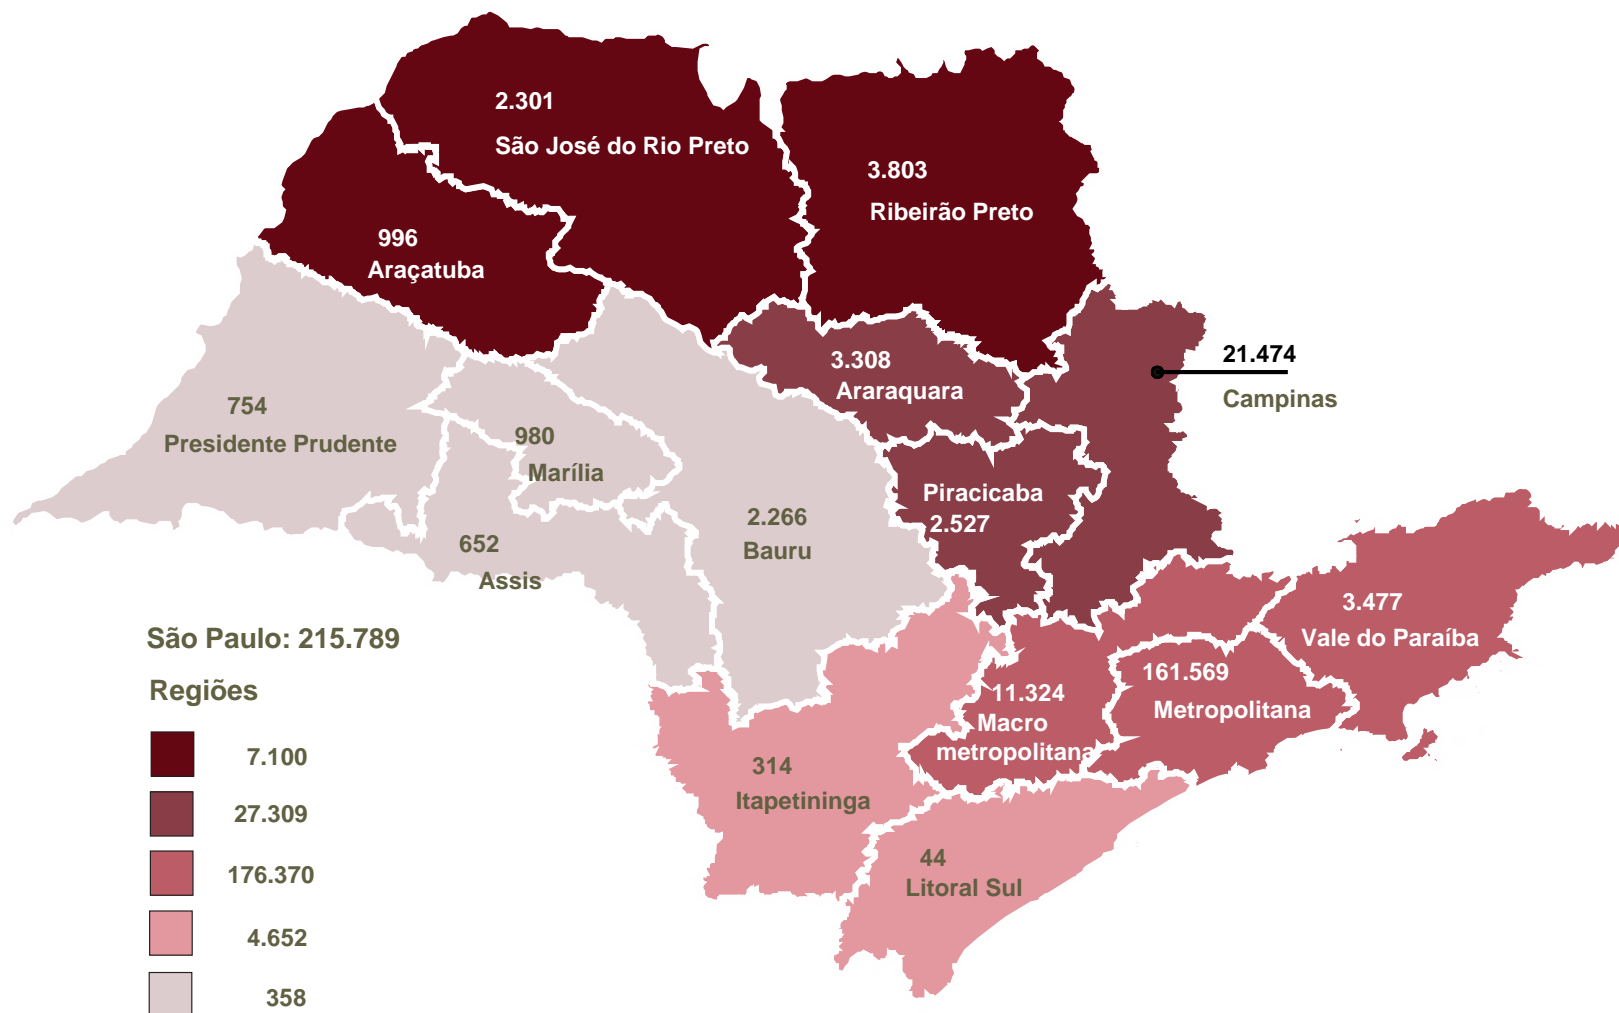 2.301
São José do Rio Preto
3.803
Ribeirão Preto
996
Araçatuba
3.308
Araraquara
21.474
Campinas
754
Presidente Prudente
980
Marília
Piracicaba
2.527
2.266
Bauru
652
Assis
3.477
Vale do Paraíba
161.569
Metropolitana
11.324
Macro
metropolitana
314
Itapetininga
44
Litoral Sul
São Paulo: 215.789
Regiões
7.100
27.309
176.370
4.652
358